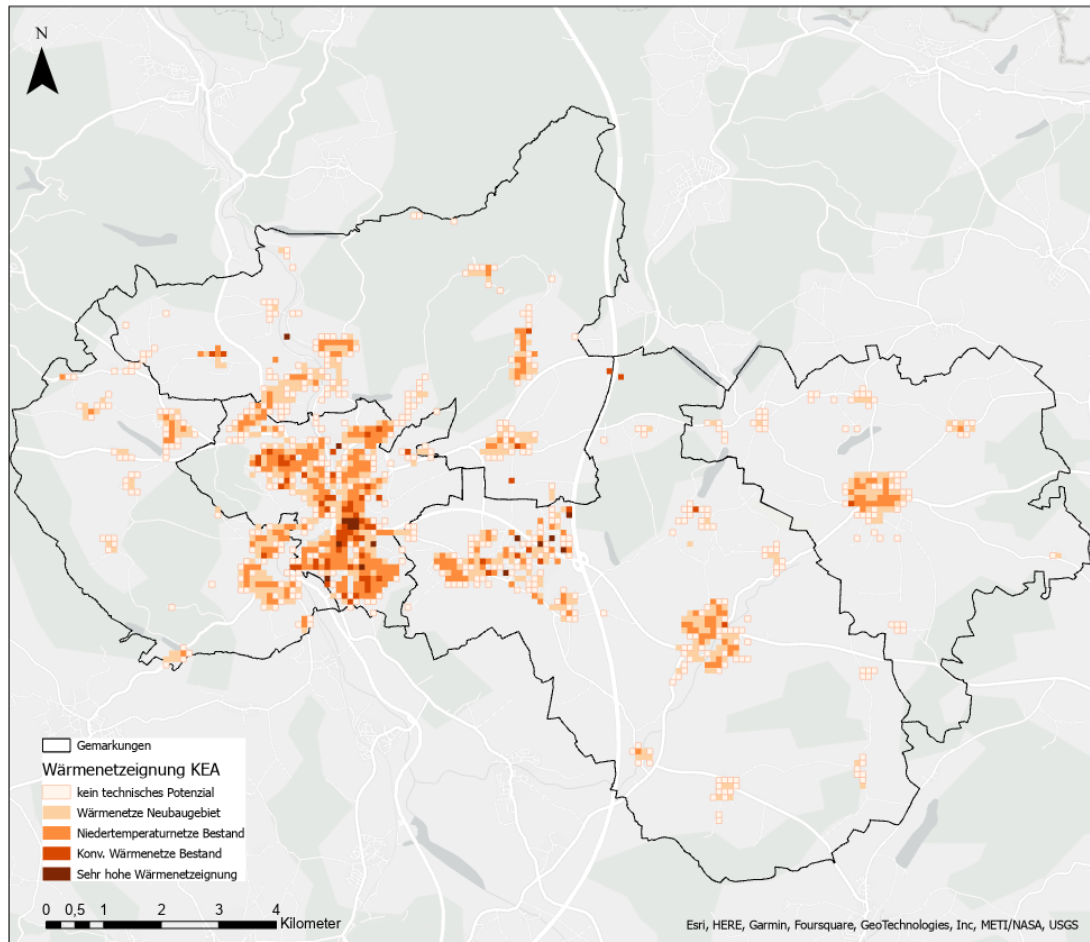 N
Gemarkungen
Wärmenetzeignung KEA
kein technisches Potenzial
Wärmenetze Neubaugebiet
Niedertemperaturnetze Bestand
Konv. Wärmenetze Bestand
Sehr hohe Wärmenetzeignung
0 0,5 1 2 3 4 Kilometer
Esri, HERE, Garmin, Foursquare, GeoTechnologies, Inc, METI/NASA, USGS